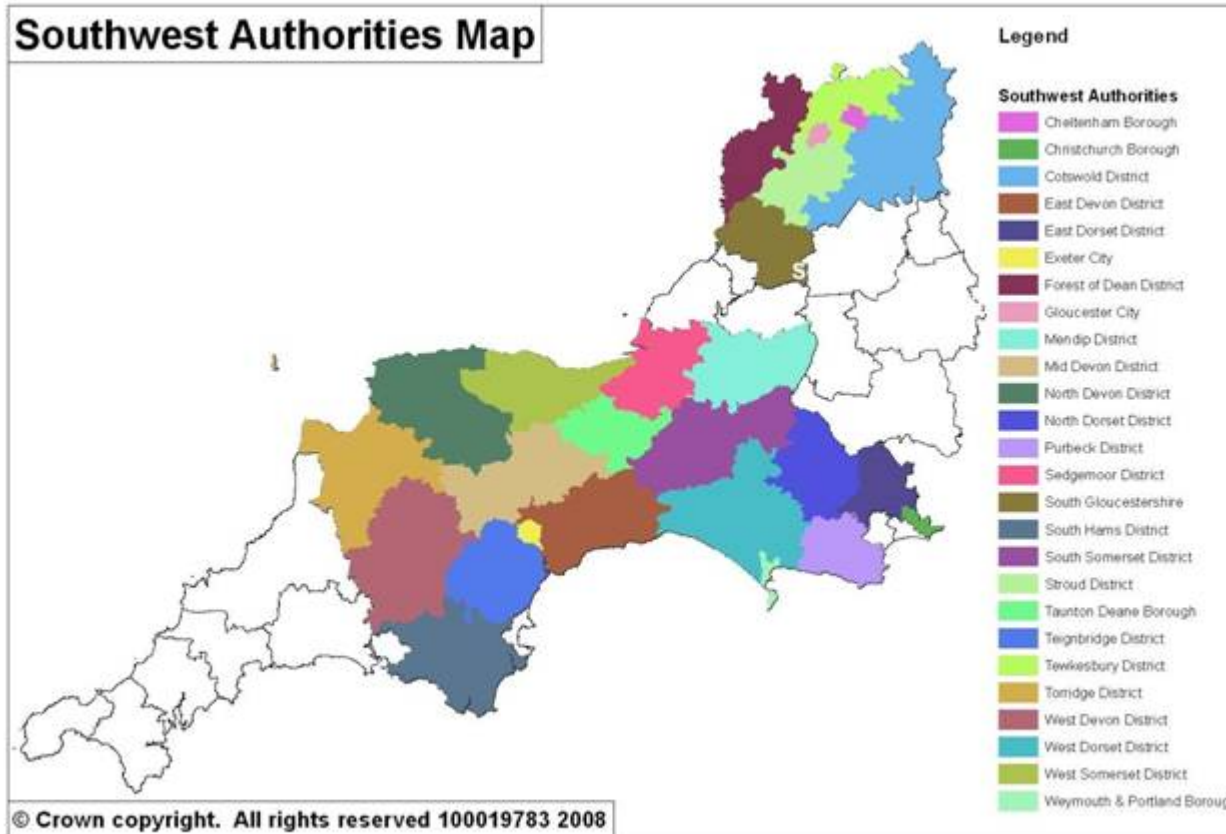 Southwest Authorities Map
Legend
Southwest Authorities
Cheltenham Borough
Christchurch Borough
Cotswold District
East Devon District
East Dorset District
Exeter City
Forest of Dean District
Gloucester City
Mendip District
Mid Devon District
North Devon District
North Dorset District
Purbeck District
Sedgemoor District
South Gloucestershire
South Hams District
South Somerset District
Stroud District
Taunton Deane Borough
Teignbridge District
Tewkesbury District
Torridge District
West Devon District
West Dorset District
West Somerset District
Weymouth & Portland Boroug
S
© Crown copyright. All rights reserved 100019783 2008